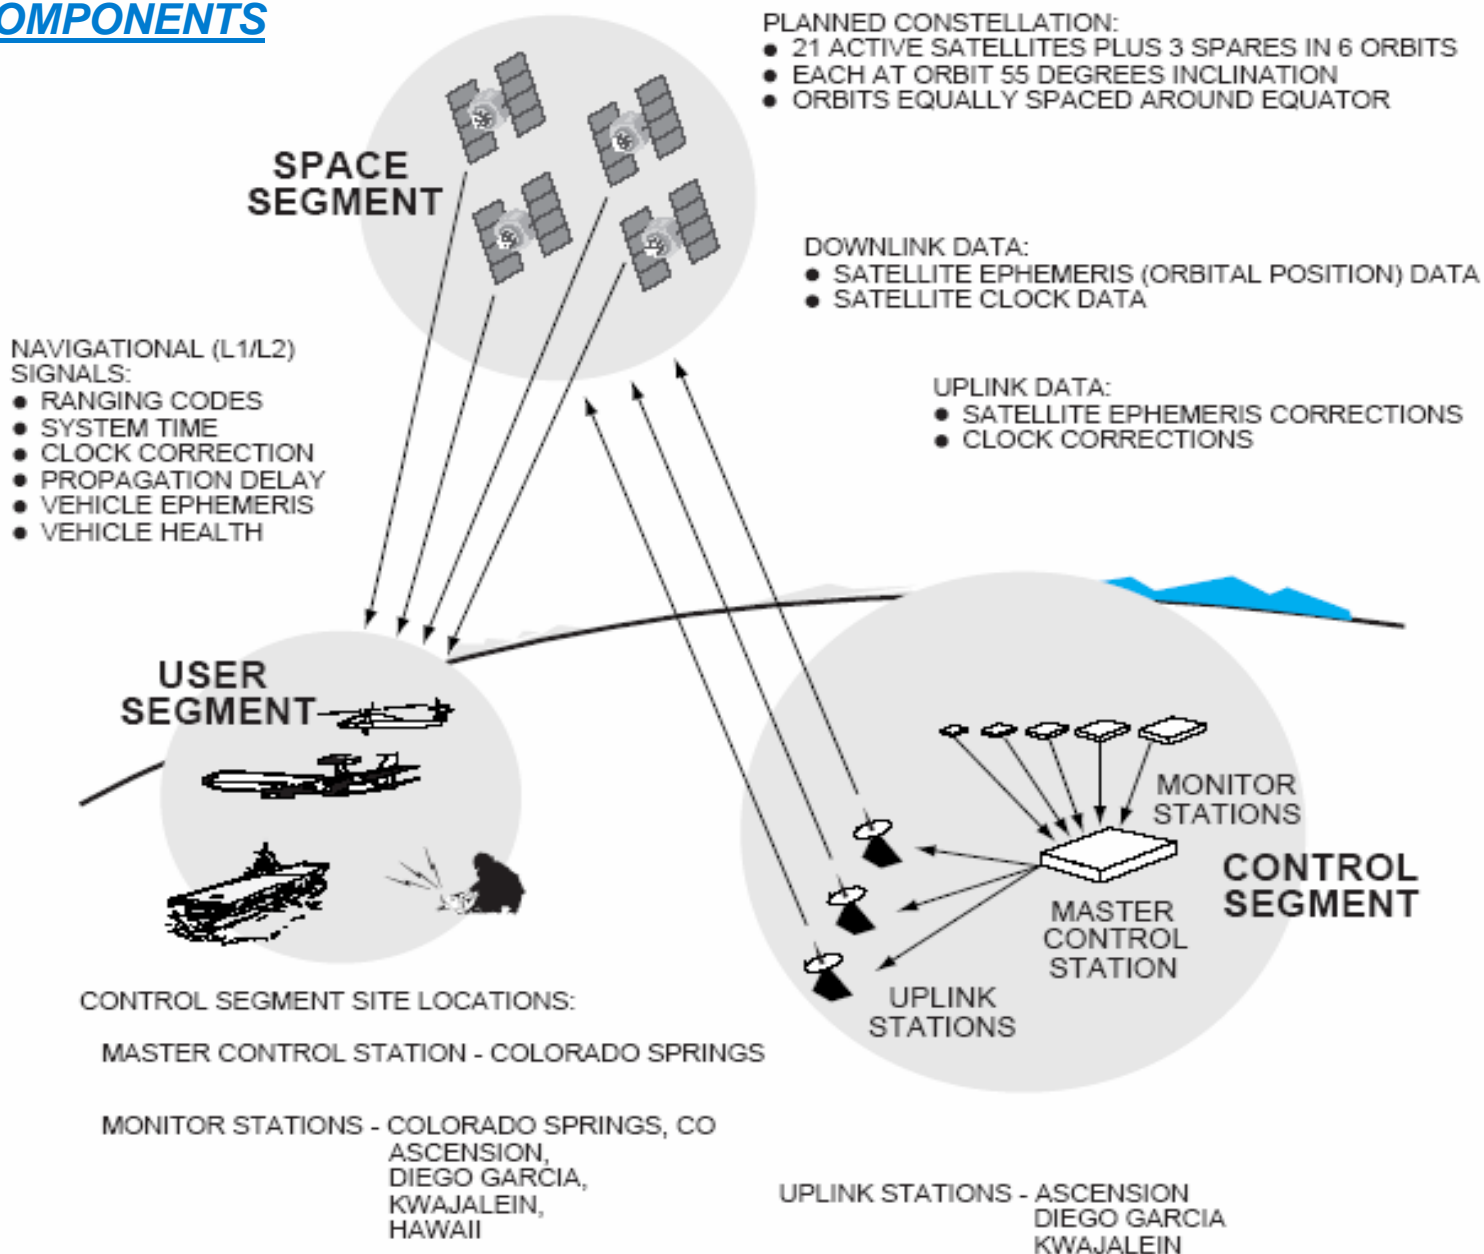 OMPONENTS
PLANNED CONSTELLATION:
● 21 ACTIVE SATELLITES PLUS 3 SPARES IN 6 ORBITS
● EACH AT ORBIT 55 DEGREES INCLINATION
● ORBITS EQUALLY SPACED AROUND EQUATOR
SPACE
SEGMENT
DOWNLINK DATA:
● SATELLITE EPHEMERIS (ORBITAL POSITION) DATA
● SATELLITE CLOCK DATA
NAVIGATIONAL (L1/L2)
SIGNALS:
● RANGING CODES
● SYSTEM TIME
● CLOCK CORRECTION
● PROPAGATION DELAY
● VEHICLE EPHEMERIS
● VEHICLE HEALTH
UPLINK DATA:
● SATELLITE EPHEMERIS CORRECTIONS
● CLOCK CORRECTIONS
USER
SEGMENT
MONITOR
STATIONS
CONTROL
SEGMENT
MASTER
CONTROL
STATION
UPLINK
STATIONS
CONTROL SEGMENT SITE LOCATIONS:
MASTER CONTROL STATION - COLORADO SPRINGS
MONITOR STATIONS - COLORADO SPRINGS, CO
ASCENSION,
DIEGO GARCIA,
KWAJALEIN,
HAWAII
UPLINK STATIONS - ASCENSION
DIEGO GARCIA
KWAJALEIN